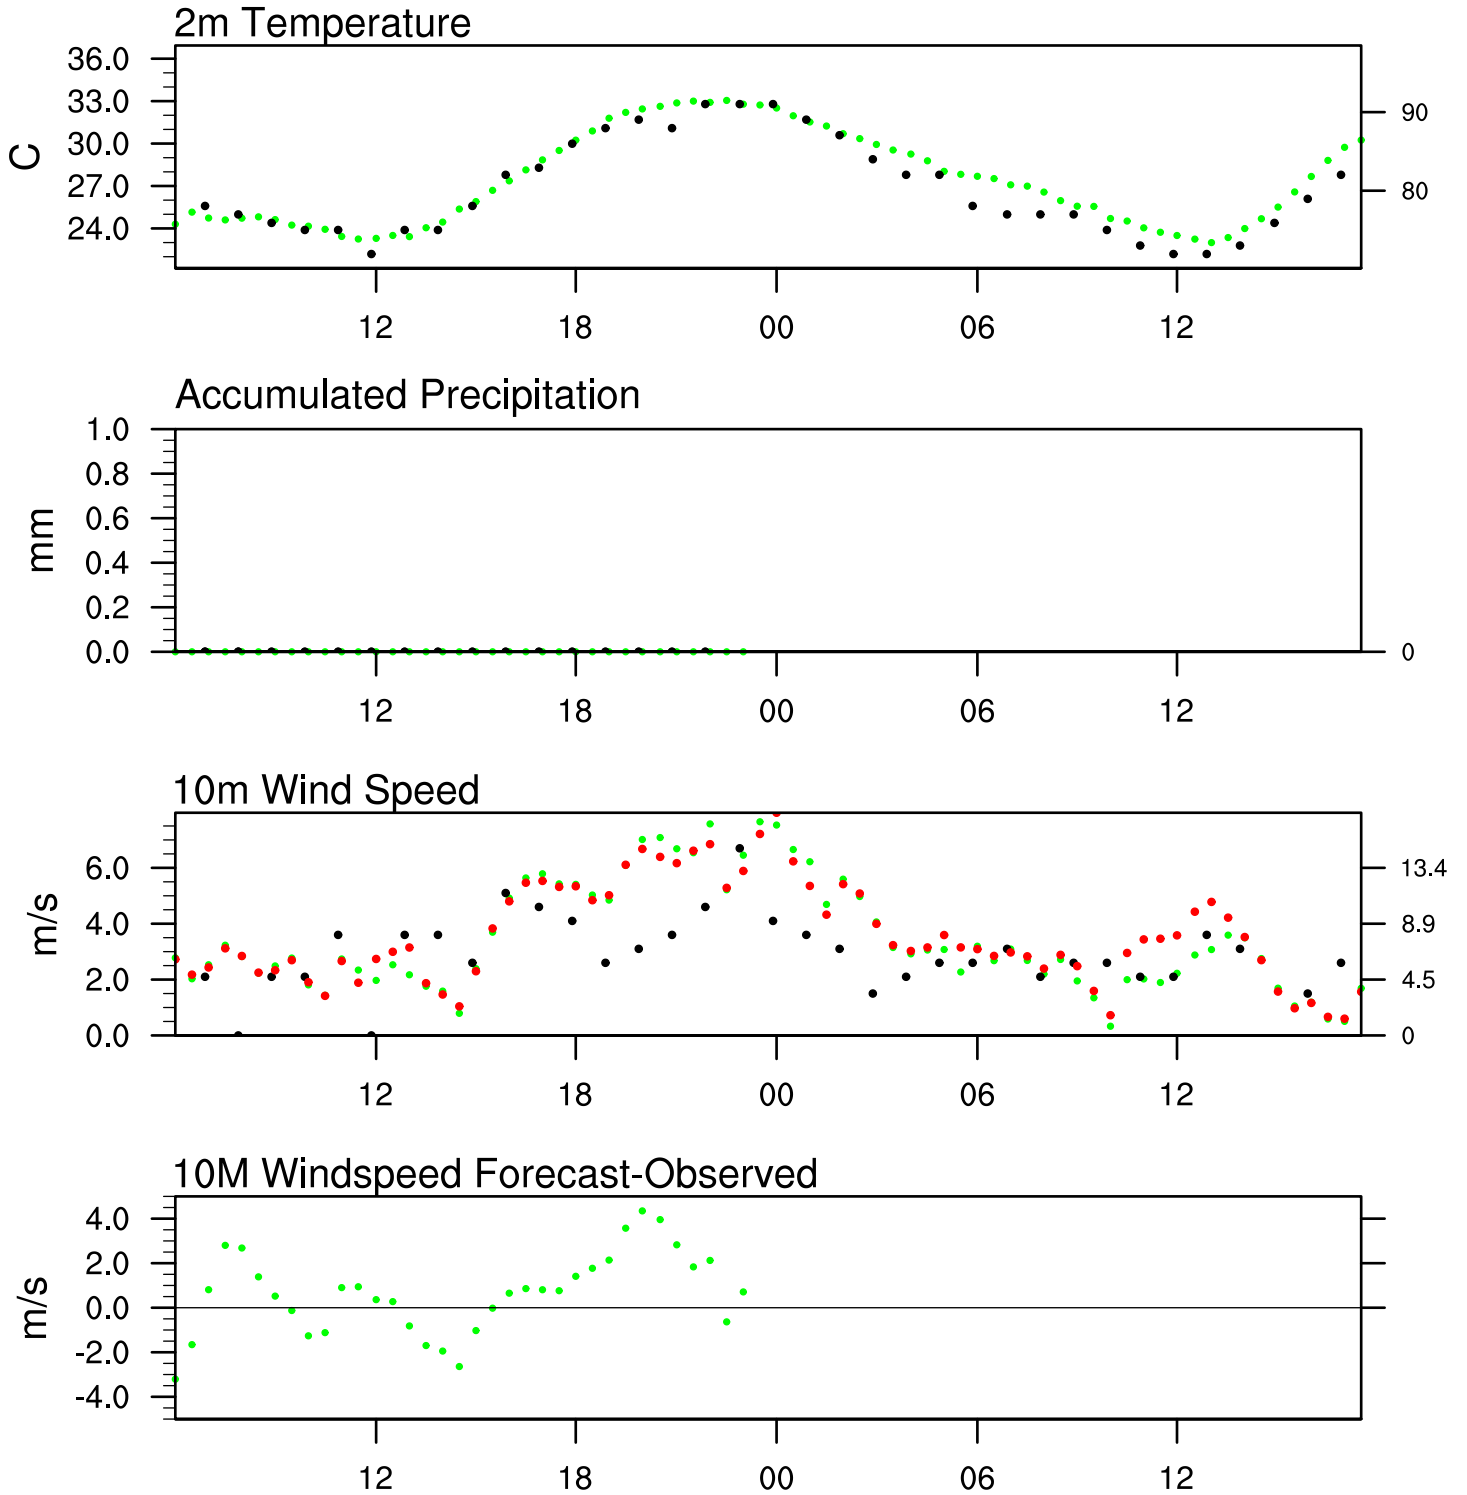 2m Temperature
36.0
33.0
30.0
27.0
24.0
C
90
80
12 18 00 06 12
Accumulated Precipitation
1.0
0.8
0.6
0.4
0.2
0.0
mm
0
12 18 00 06 12
10m Wind Speed
6.0
4.0
2.0
0.0
m/s
13.4
8.9
4.5
0
12 18 00 06 12
10M Windspeed Forecast-Observed
4.0
2.0
0.0
-2.0
-4.0
m/s
12 18 00 06 12